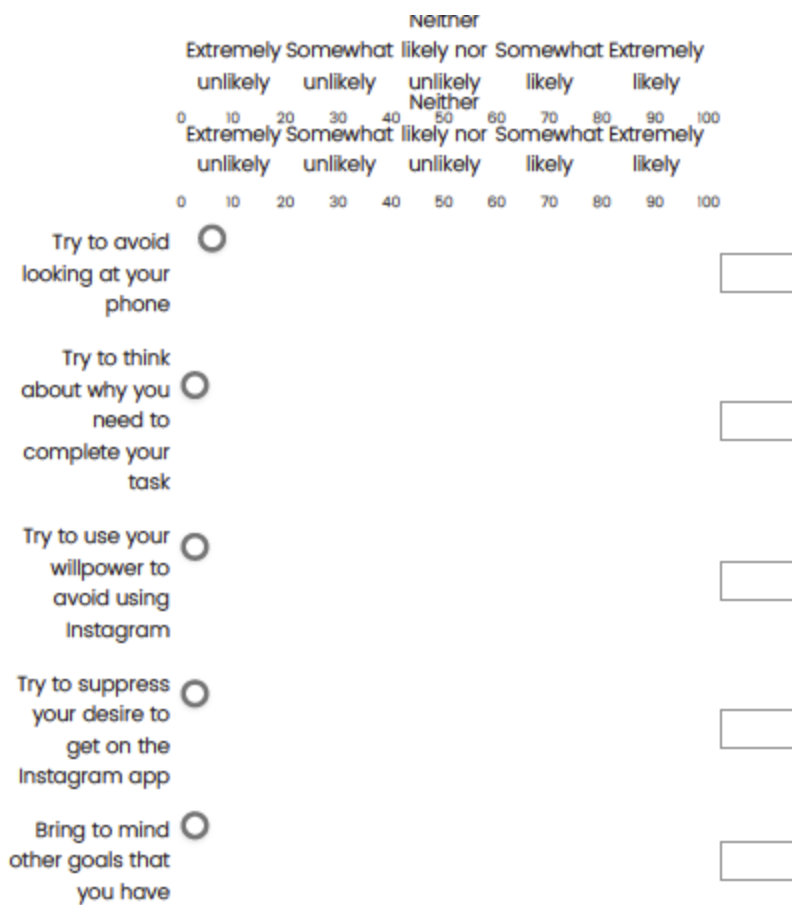 Neither
Extremely Somewhat likely nor Somewhat Extremely
unlikely unlikely unlikely likely likely
Neither
0 10 20 30 40 50 60 70 80 90 100
Extremely Somewhat likely nor Somewhat Extremely
unlikely unlikely unlikely likely likely
0 10 20 30 40 50 60 70 80 90 100
Try to avoid
looking at your
phone
Try to think
about why you
need to
complete your
task
Try to use your
willpower to
avoid using
Instagram
Try to suppress
your desire to
get on the
Instagram app
Bring to mind
other goals that
you have